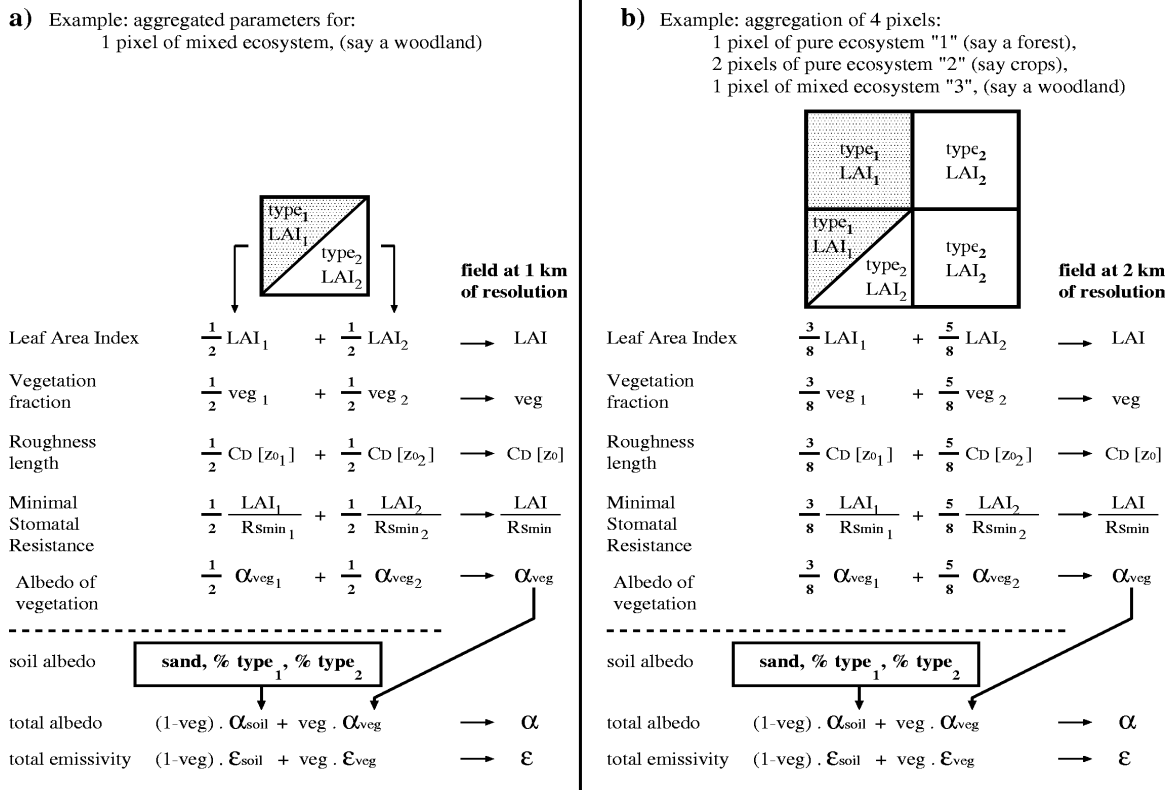 a) Example: aggregated parameters for:
1 pixel of mixed ecosystem, (say a woodland)
type1
LAI1
type2
LAI2
field at 1 km
of resolution
Leaf Area Index 1/2 LAI1 + 1/2 LAI2 → LAI
Vegetation
fraction 1/2 veg1 + 1/2 veg2 → veg
Roughness
length 1/2 CD [z01] + 1/2 CD [z02] → CD [z0]
Minimal
Stomatal
Resistance 1/2 LAI1/RSmin1 + 1/2 LAI2/RSmin2 → LAI/RSmin
Albedo of
vegetation 1/2 αveg1 + 1/2 αveg2 → αveg
soil albedo sand, % type1, % type2
total albedo (1-veg) . αsoil + veg . αveg → α
total emissivity (1-veg) . εsoil + veg . εveg → ε
b) Example: aggregation of 4 pixels:
1 pixel of pure ecosystem "1" (say a forest),
2 pixels of pure ecosystem "2" (say crops),
1 pixel of mixed ecosystem "3", (say a woodland)
type1
LAI1
type2
LAI2
type1
LAI1
type2
LAI2
type2
LAI2
field at 2 km
of resolution
Leaf Area Index 3/8 LAI1 + 5/8 LAI2 → LAI
Vegetation
fraction 3/8 veg1 + 5/8 veg2 → veg
Roughness
length 3/8 CD [z01] + 5/8 CD [z02] → CD [z0]
Minimal
Stomatal
Resistance 3/8 LAI1/RSmin1 + 5/8 LAI2/RSmin2 → LAI/RSmin
Albedo of
vegetation 3/8 αveg1 + 5/8 αveg2 → αveg
soil albedo sand, % type1, % type2
total albedo (1-veg) . αsoil + veg . αveg → α
total emissivity (1-veg) . εsoil + veg . εveg → ε